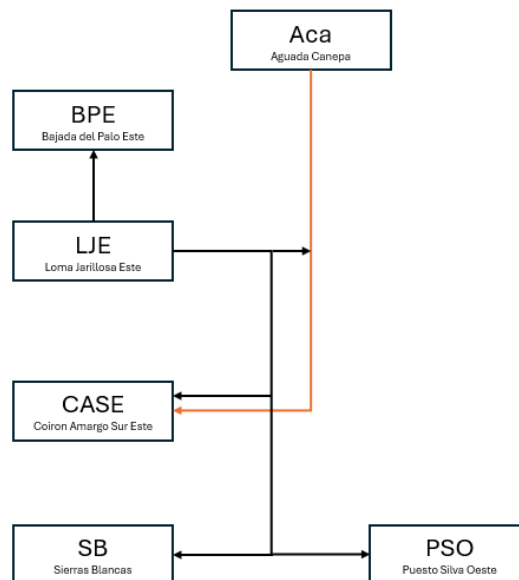 Aca
Aguada Canepa
BPE
Bajada del Palo Este
LJE
Loma Jarillosa Este
CASE
Coiron Amargo Sur Este
SB
Sierras Blancas
PSO
Puesto Silva Oeste